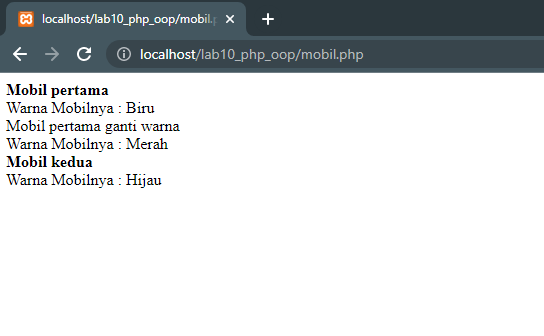 localhost/lab10_php_oop/mobil.p
localhost/lab10_php_oop/mobil.php
Mobil pertama
Warna Mobilnya : Biru
Mobil pertama ganti warna
Warna Mobilnya : Merah
Mobil kedua
Warna Mobilnya : Hijau